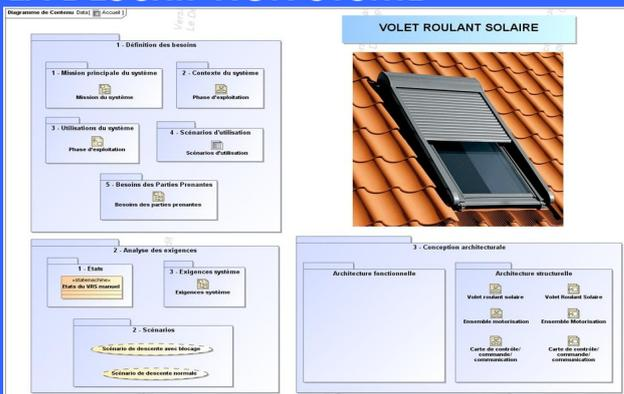 Diagramme de Contenu Data[ Accueil ]
VOLET ROULANT SOLAIRE
1 - Définition des besoins
1 - Mission principale du système
Mission du système
2 - Contexte du système
Phase d'exploitation
3 - Utilisations du système
Phase d'exploitation
4 - Scénarios d'utilisation
Scénarios d'utilisation
5 - Besoins des Parties Prenantes
Besoins des parties prenantes
2 - Analyse des exigences
1 - Etats
«statemachine»
Etats du VRS manuel
3 - Exigences système
Exigences système
2 - Scénarios
Scénario de descente avec blocage
Scénario de descente normale
3 - Conception architecturale
Architecture fonctionnelle
Architecture structurelle
Volet roulant solaire
Volet Roulant Solaire
Ensemble motorisation
Ensemble Motorisation
Carte de contrôle/
commande/
communication
Carte de contrôle/
commande/
communication